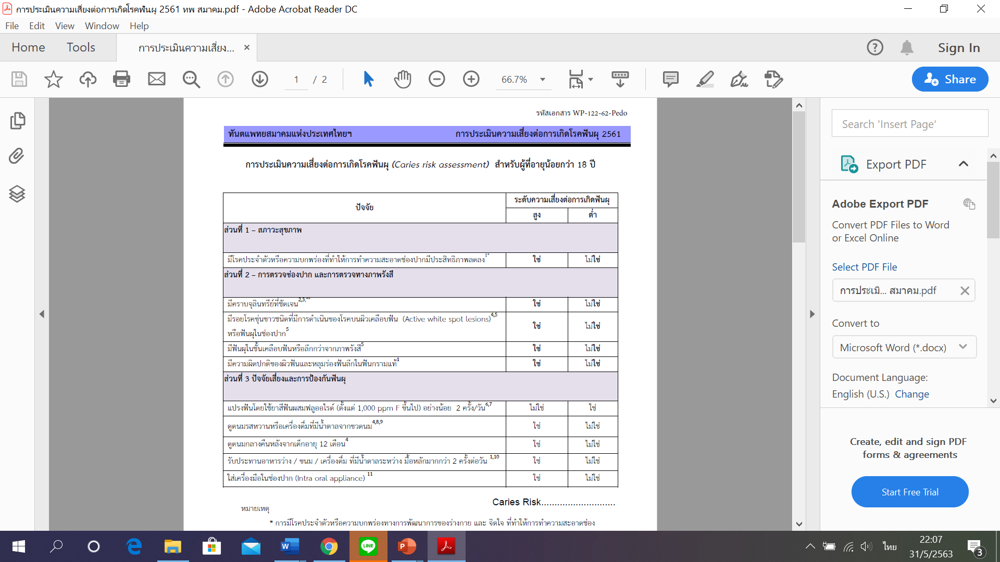 การประเมินความเสี่ยงต่อการเกิดโรคฟันผุ 2561 ทพ สมาคม.pdf - Adobe Acrobat Reader DC
File Edit View Window Help
Home Tools การประเมินความเสี่ยง... × Sign In
1 / 2 66.7% Share
รหัสเอกสาร WP-122-62-Pedo
ทันตแพทยสมาคมแห่งประเทศไทยฯ การประเมินความเสี่ยงต่อการเกิดโรคฟันผุ 2561
การประเมินความเสี่ยงต่อการเกิดโรคฟันผุ (Caries risk assessment) สำหรับผู้ที่อายุน้อยกว่า 18 ปี
ปัจจัย ระดับความเสี่ยงต่อการเกิดฟันผุ
สูง ต่ำ
ส่วนที่ 1 – สภาวะสุขภาพ
มีโรคประจำตัวหรือความบกพร่องที่ทำให้การทำความสะอาดช่องปากมีประสิทธิภาพลดลง1* ใช่ ไม่ใช่
ส่วนที่ 2 – การตรวจช่องปาก และการตรวจทางภาพรังสี
มีคราบจุลินทรีย์ที่ชัดเจน2,3,** ใช่ ไม่ใช่
มีรอยโรคขุ่นขาวชนิดที่มีการดำเนินของโรคบนผิวเคลือบฟัน (Active white spot lesions)4,5
หรือฟันผุในช่องปาก5 ใช่ ไม่ใช่
มีฟันผุในชั้นเคลือบฟันหรือลึกกว่าจากภาพรังสี5 ใช่ ไม่ใช่
มีความผิดปกติของผิวฟันและหลุมร่องฟันลึกในฟันกรามแท้1 ใช่ ไม่ใช่
ส่วนที่ 3 ปัจจัยเสี่ยงและการป้องกันฟันผุ
แปรงฟันโดยใช้ยาสีฟันผสมฟลูออไรด์ (ตั้งแต่ 1,000 ppm F ขึ้นไป) อย่างน้อย 2 ครั้ง/วัน6,7 ไม่ใช่ ใช่
ดูดนมรสหวานหรือเครื่องดื่มที่มีน้ำตาลจากขวดนม4,8,9 ใช่ ไม่ใช่
ดูดนมกลางคืนหลังจากเด็กอายุ 12 เดือน4 ใช่ ไม่ใช่
รับประทานอาหารว่าง / ขนม / เครื่องดื่ม ที่มีน้ำตาลระหว่าง มื้อหลักมากกว่า 2 ครั้งต่อวัน 1,10 ใช่ ไม่ใช่
ใส่เครื่องมือในช่องปาก (Intra oral appliance) 11 ใช่ ไม่ใช่
Caries Risk............................
หมายเหตุ
* การมีโรคประจำตัวหรือความบกพร่องทางการพัฒนาการของร่างกาย และ จิตใจ ที่ทำให้การทำความสะอาดช่อง
Search 'Insert Page'
Export PDF
Adobe Export PDF
Convert PDF Files to Word
or Excel Online
Select PDF File
การประเมิ... สมาคม.pdf
Convert to
Microsoft Word (*.docx)
Document Language:
English (U.S.) Change
Create, edit and sign PDF
forms & agreements
Start Free Trial
LINE
ไทย
22:07
31/5/2563
3